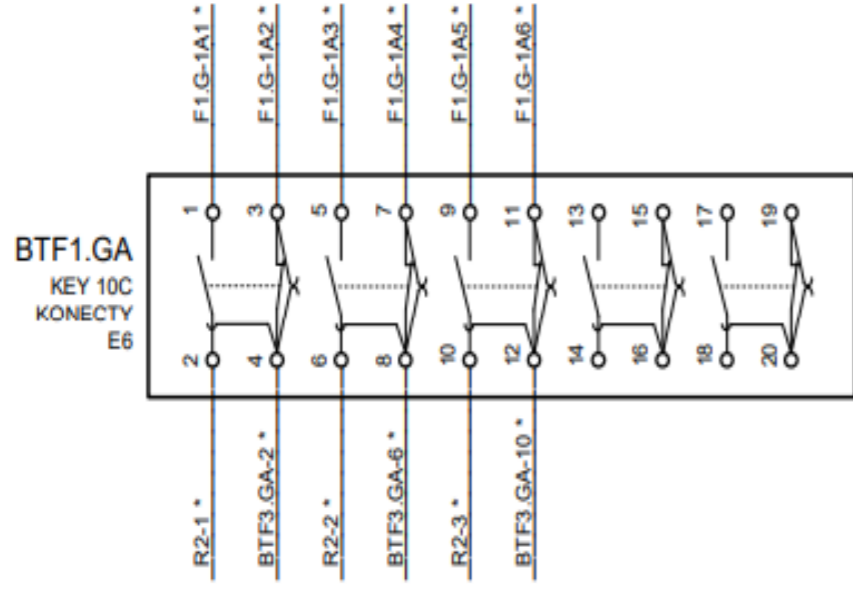 F1.G-1A1 *
F1.G-1A2 *
F1.G-1A3 *
F1.G-1A4 *
F1.G-1A5 *
F1.G-1A6 *
1
3
5
7
9
11
13
15
17
19
BTF1.GA
KEY 10C
KONECTY
E6
2
4
6
8
10
12
14
16
18
20
R2-1 *
BTF3.GA-2 *
R2-2 *
BTF3.GA-6 *
R2-3 *
BTF3.GA-10 *